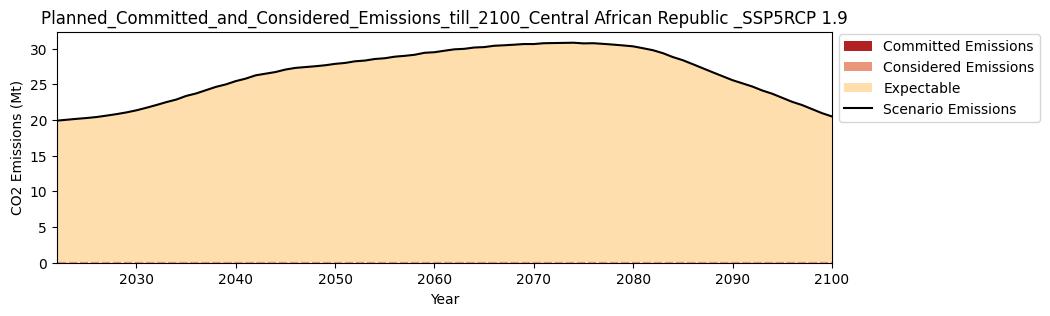 Planned_Committed_and_Considered_Emissions_till_2100_Central African Republic _SSP5RCP 1.9
30
25
20
15
10
5
0
CO2 Emissions (Mt)
2030 2040 2050 2060 2070 2080 2090 2100
Year
Committed Emissions
Considered Emissions
Expectable
Scenario Emissions